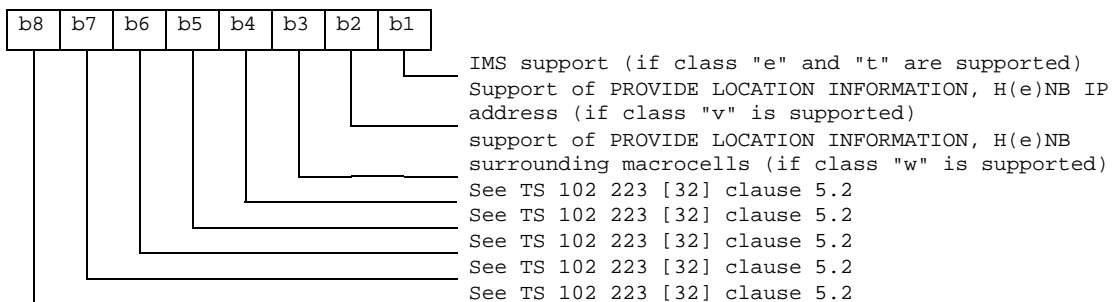 b8 b7 b6 b5 b4 b3 b2 b1
IMS support (if class "e" and "t" are supported)
Support of PROVIDE LOCATION INFORMATION, H(e)NB IP
address (if class "v" is supported)
support of PROVIDE LOCATION INFORMATION, H(e)NB
surrounding macrocells (if class "w" is supported)
See TS 102 223 [32] clause 5.2
See TS 102 223 [32] clause 5.2
See TS 102 223 [32] clause 5.2
See TS 102 223 [32] clause 5.2
See TS 102 223 [32] clause 5.2